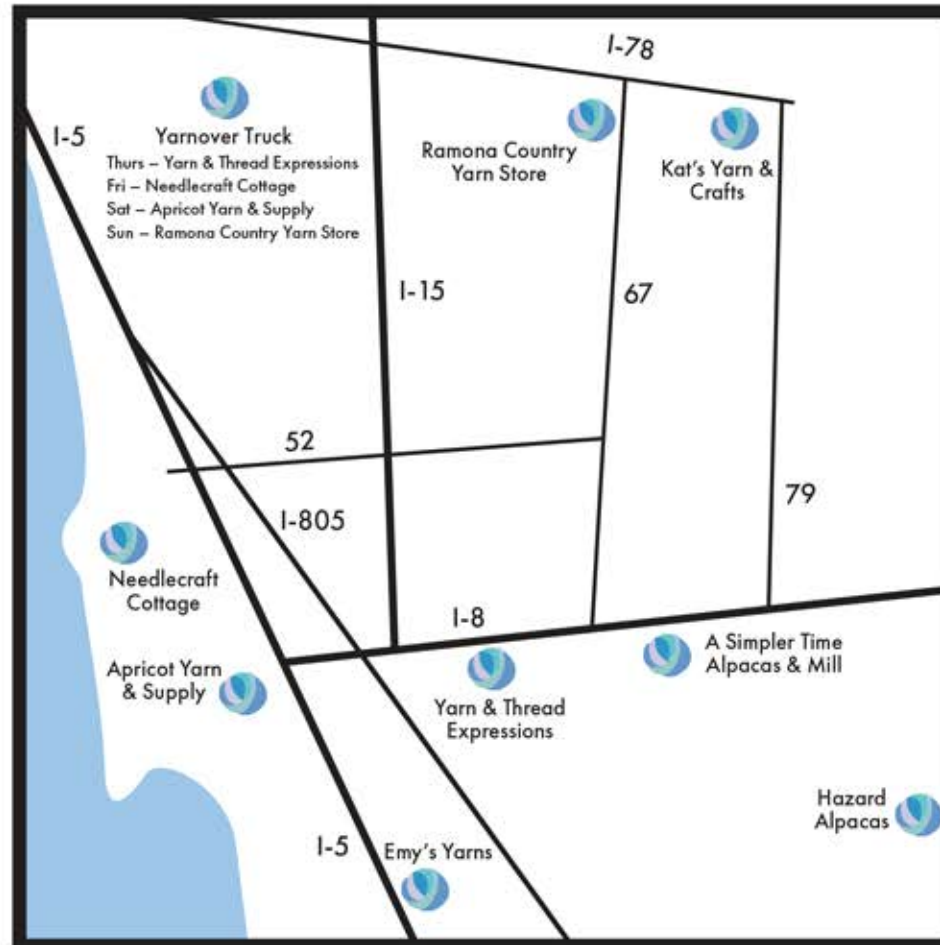 I-78
I-5
Yarnover Truck
Thurs – Yarn & Thread Expressions
Fri – Needlecraft Cottage
Sat – Apricot Yarn & Supply
Sun – Ramona Country Yarn Store
Ramona Country
Yarn Store
Kat's Yarn &
Crafts
I-15
67
52
79
I-805
Needlecraft
Cottage
I-8
A Simpler Time
Alpacas & Mill
Apricot Yarn
& Supply
Yarn & Thread
Expressions
Hazard
Alpacas
I-5
Emy's Yarns